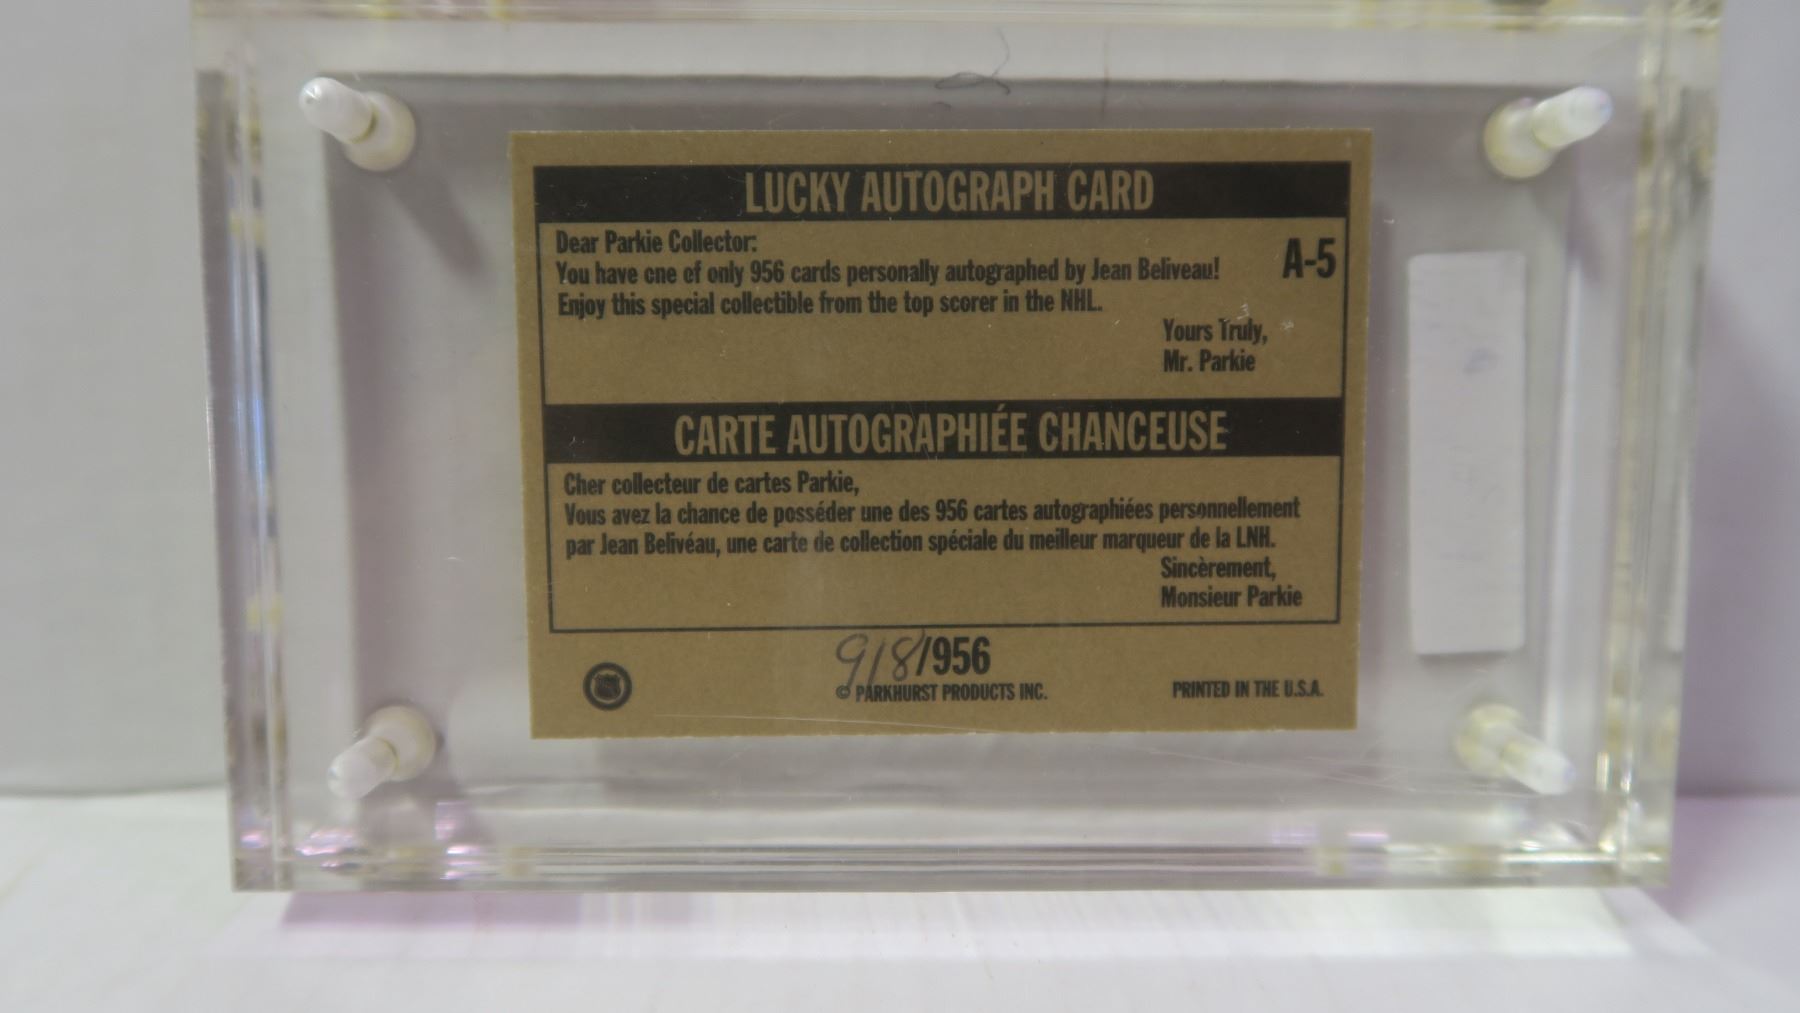 LUCKY AUTOGRAPH CARD
Dear Parkie Collector:
A-5
You have one of only 956 cards personally autographed by Jean Beliveau!
Enjoy this special collectible from the top scorer in the NHL.
Yours Truly,
Mr. Parkie
CARTE AUTOGRAPHIÉE CHANCEUSE
Cher collecteur de cartes Parkie,
Vous avez la chance de posséder une des 956 cartes autographiées personnellement
par Jean Belivéau, une carte de collection spéciale du meilleur marqueur de la LNH.
Sincèrement,
Monsieur Parkie
918/956
© PARKHURST PRODUCTS INC.
PRINTED IN THE U.S.A.